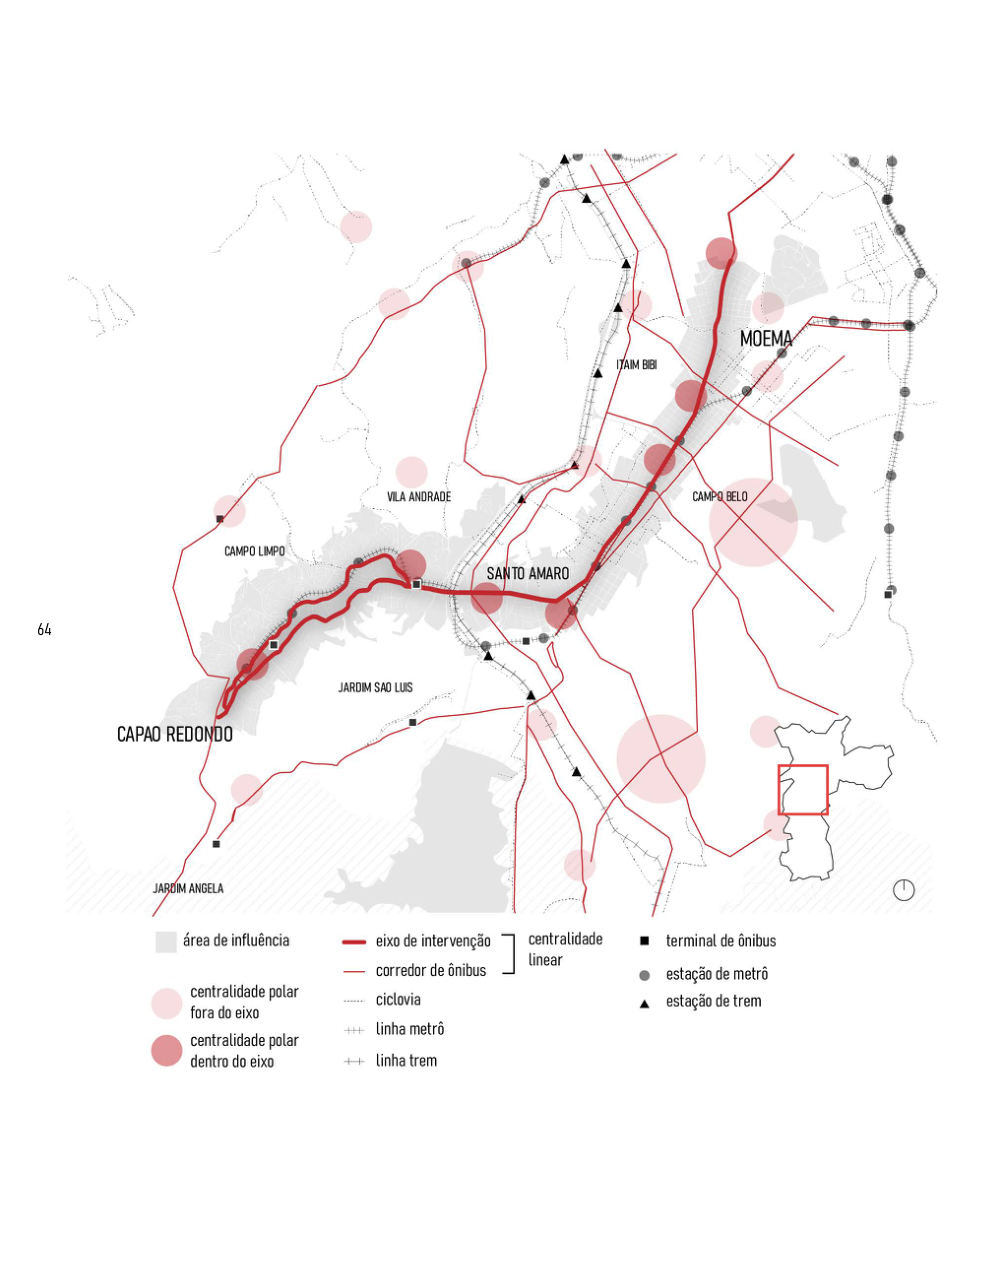 MOEMA
ITAIM BIBI
VILA ANDRADE
CAMPO BELO
CAMPO LIMPO
SANTO AMARO
64
JARDIM SAO LUIS
CAPAO REDONDO
JARDIM ANGELA
área de influência
centralidade polar
fora do eixo
centralidade polar
dentro do eixo
eixo de intervenção
corredor de ônibus
centralidade
linear
ciclovia
linha metrô
linha trem
terminal de ônibus
estação de metrô
estação de trem